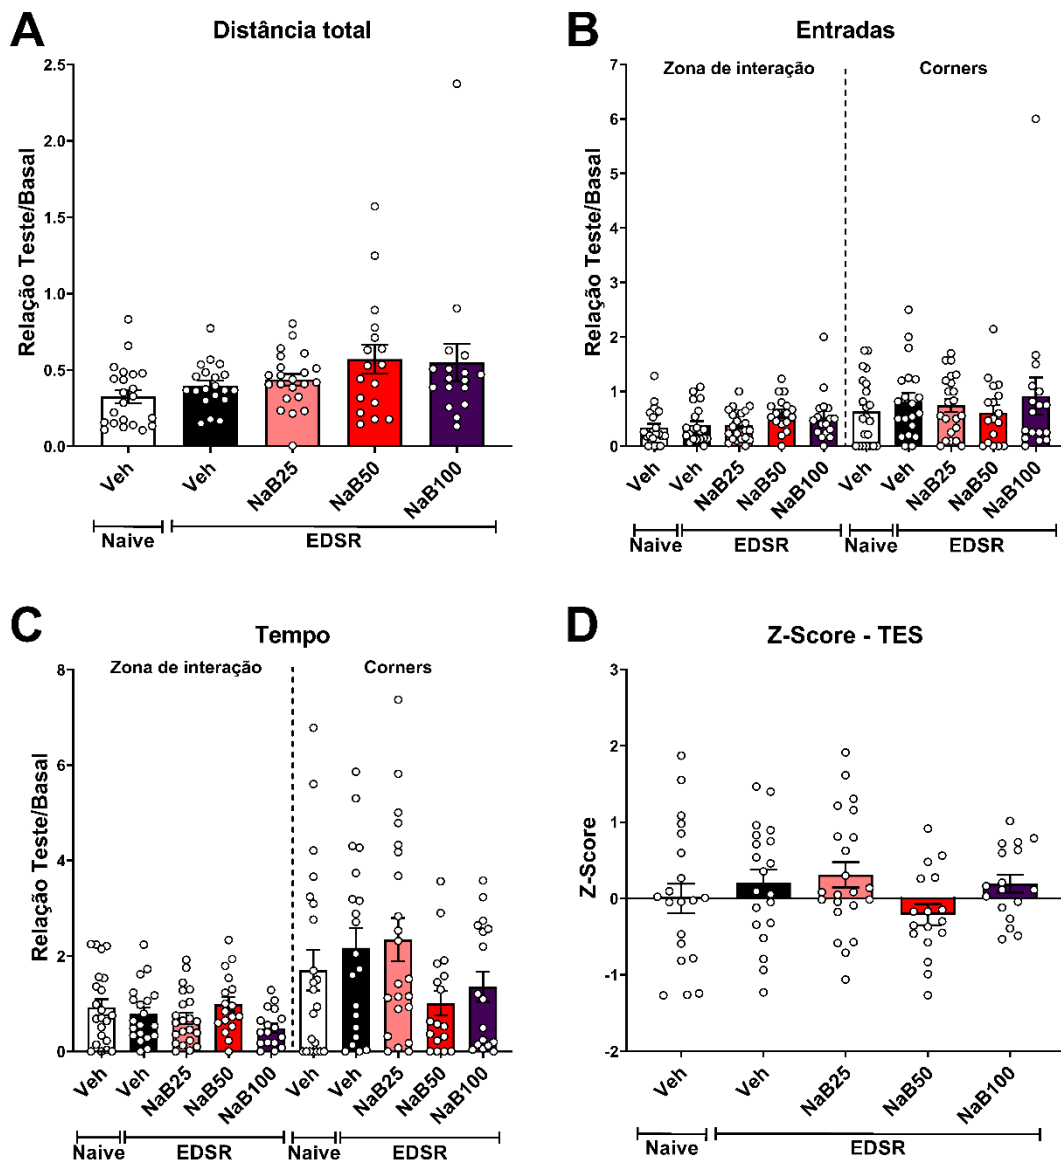 A
Distância total
Relação Teste/Basal
2.5
2.0
1.5
1.0
0.5
0.0
Veh
Veh
NaB25
NaB50
NaB100
Naive
EDSR
B
Entradas
Zona de interação
Corners
Relação Teste/Basal
7
6
5
4
3
2
1
0
Veh
Veh
NaB25
NaB50
NaB100
Veh
Veh
NaB25
NaB50
NaB100
Naive
EDSR
Naive
EDSR
C
Tempo
Zona de interação
Corners
Relação Teste/Basal
8
6
4
2
0
Veh
Veh
NaB25
NaB50
NaB100
Veh
Veh
NaB25
NaB50
NaB100
Naive
EDSR
Naive
EDSR
D
Z-Score - TES
Z-Score
3
2
1
0
-1
-2
Veh
Veh
NaB25
NaB50
NaB100
Naive
EDSR